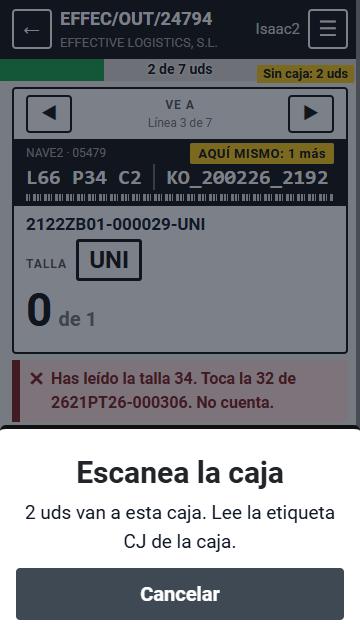 ←
EFFEC/OUT/24794
EFFECTIVE LOGISTICS, S.L.
Isaac2
☰
2 de 7 uds
Sin caja: 2 uds
◀
VE A
Línea 3 de 7
▶
NAVE2 · 05479
AQUÍ MISMO: 1 más
L66 P34 C2 | KO_200226_2192
2122ZB01-000029-UNI
TALLA
UNI
0 de 1
✕ Has leído la talla 34. Toca la 32 de
2621PT26-000306. No cuenta.
Escanea la caja
2 uds van a esta caja. Lee la etiqueta
CJ de la caja.
Cancelar